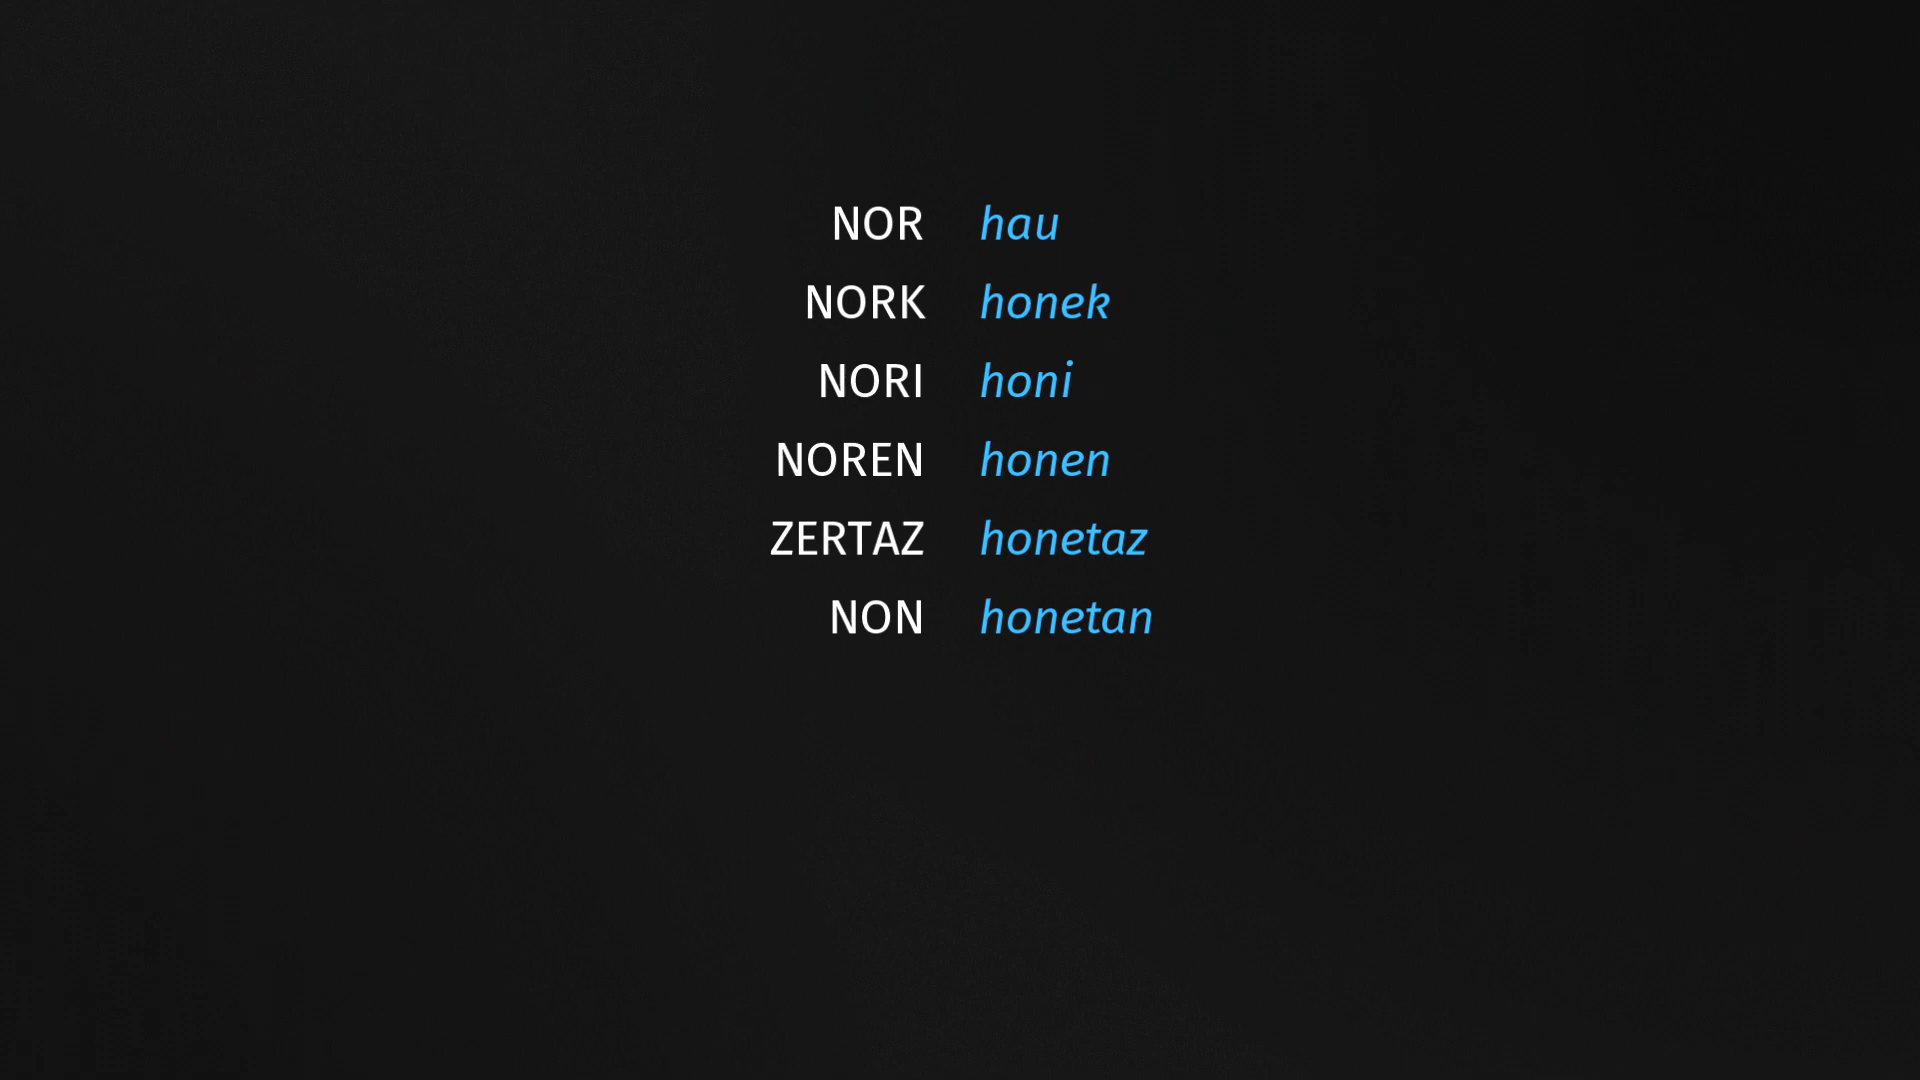 NOR hau
NORK honek
NORI honi
NOREN honen
ZERTAZ honetaz
NON honetan